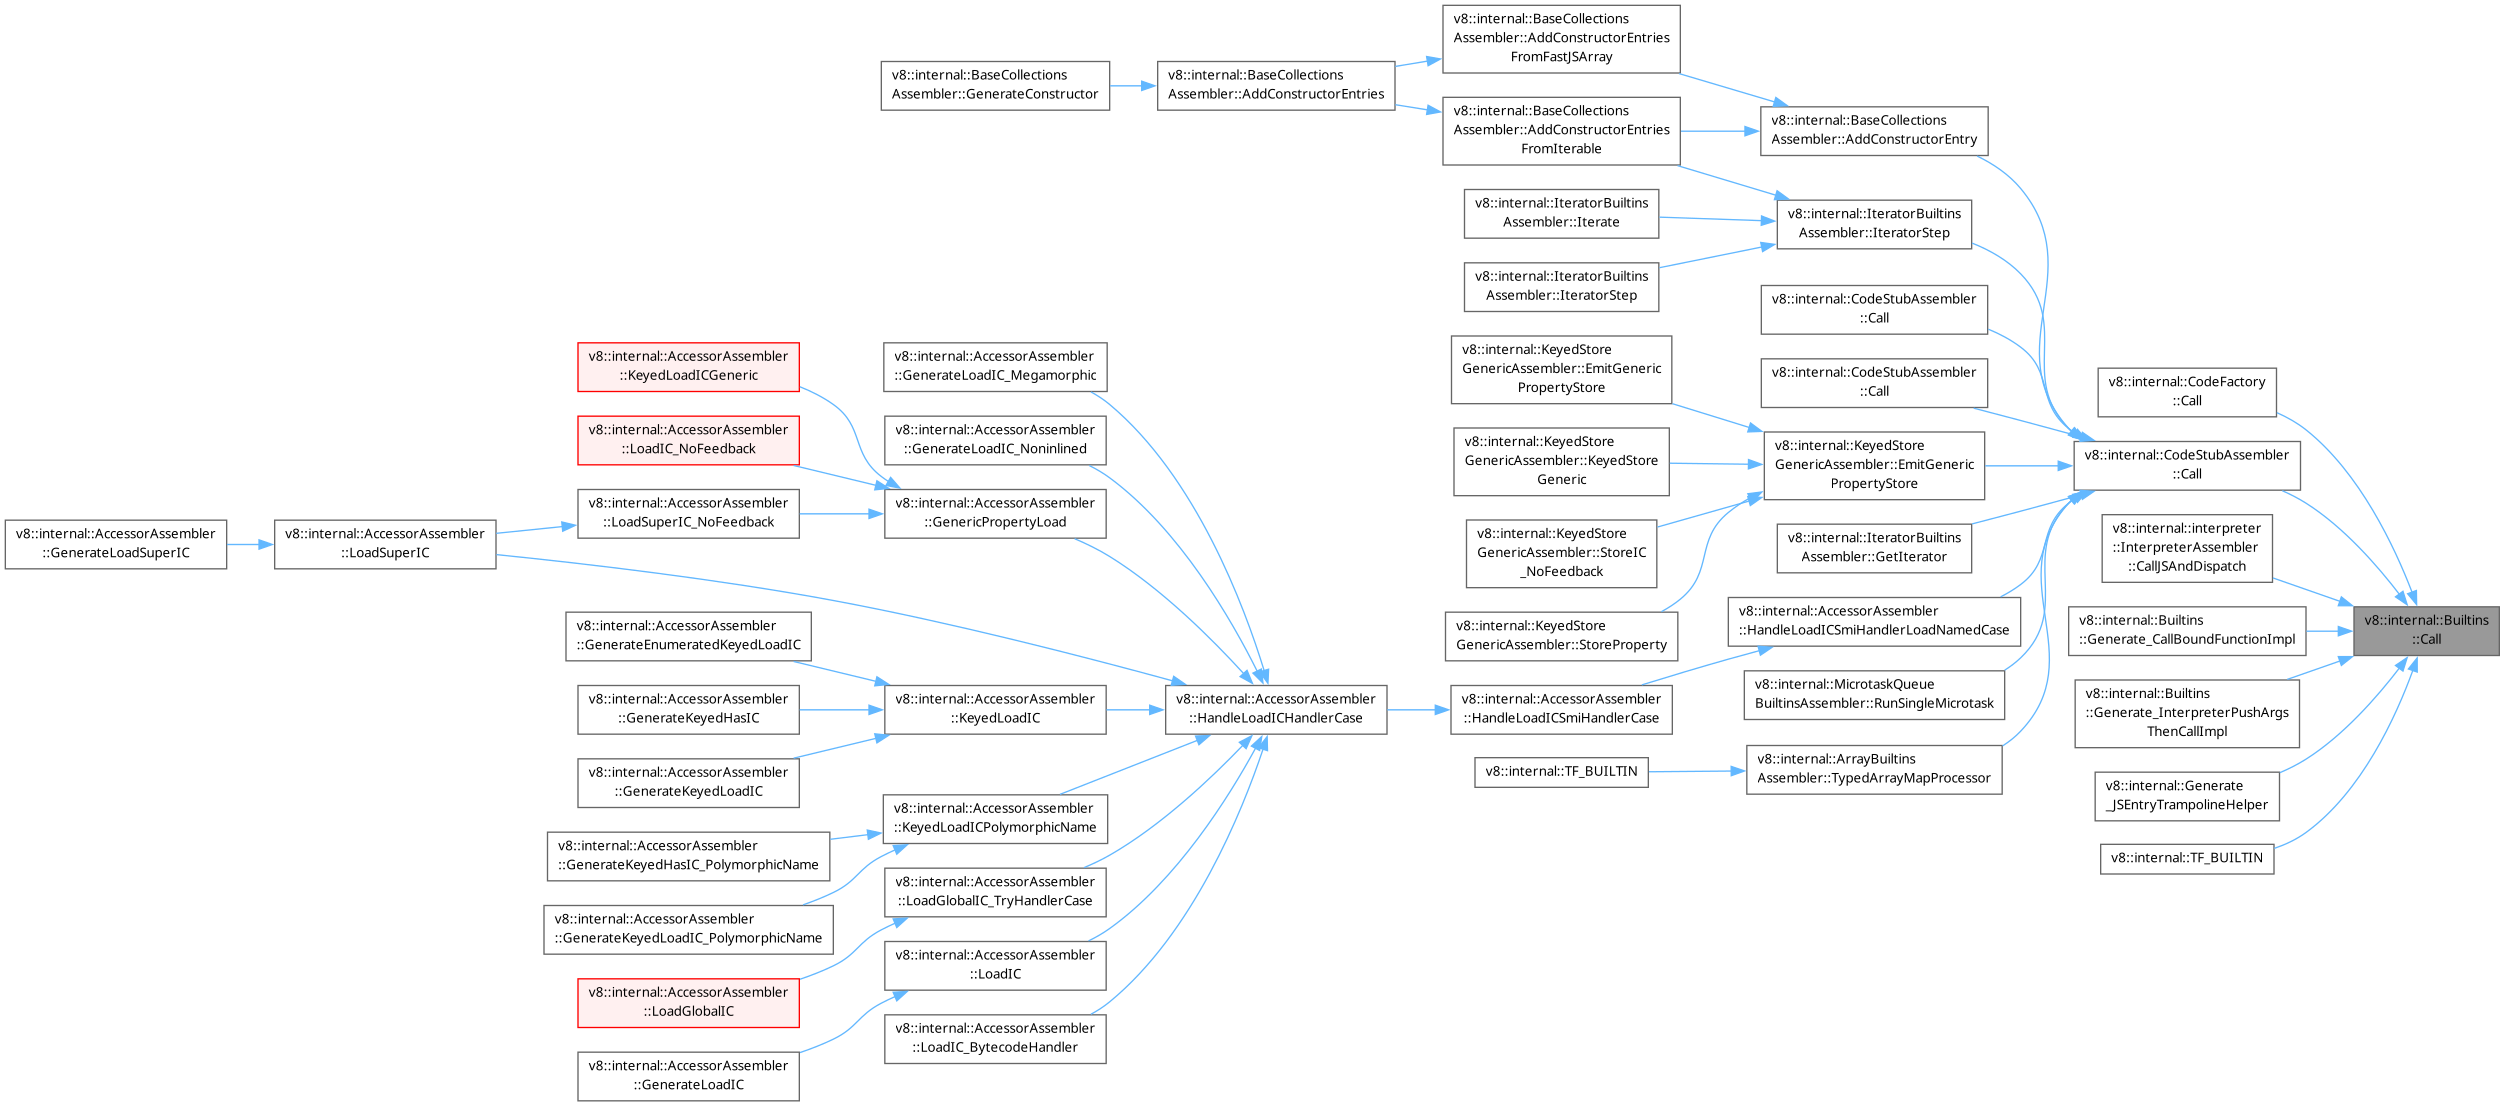 v8::internal::BaseCollections
Assembler::AddConstructorEntries
FromFastJSArray
v8::internal::BaseCollections
Assembler::GenerateConstructor
v8::internal::BaseCollections
Assembler::AddConstructorEntries
v8::internal::BaseCollections
Assembler::AddConstructorEntries
FromIterable
v8::internal::BaseCollections
Assembler::AddConstructorEntry
v8::internal::IteratorBuiltins
Assembler::Iterate
v8::internal::IteratorBuiltins
Assembler::IteratorStep
v8::internal::IteratorBuiltins
Assembler::IteratorStep
v8::internal::CodeStubAssembler
::Call
v8::internal::AccessorAssembler
::KeyedLoadICGeneric
v8::internal::AccessorAssembler
::GenerateLoadIC_Megamorphic
v8::internal::KeyedStore
GenericAssembler::EmitGeneric
PropertyStore
v8::internal::CodeStubAssembler
::Call
v8::internal::CodeFactory
::Call
v8::internal::AccessorAssembler
::LoadIC_NoFeedback
v8::internal::AccessorAssembler
::GenerateLoadIC_Noninlined
v8::internal::KeyedStore
GenericAssembler::KeyedStore
Generic
v8::internal::KeyedStore
GenericAssembler::EmitGeneric
PropertyStore
v8::internal::CodeStubAssembler
::Call
v8::internal::AccessorAssembler
::GenerateLoadSuperIC
v8::internal::AccessorAssembler
::LoadSuperIC
v8::internal::AccessorAssembler
::LoadSuperIC_NoFeedback
v8::internal::AccessorAssembler
::GenericPropertyLoad
v8::internal::KeyedStore
GenericAssembler::StoreIC
_NoFeedback
v8::internal::IteratorBuiltins
Assembler::GetIterator
v8::internal::interpreter
::InterpreterAssembler
::CallJSAndDispatch
v8::internal::AccessorAssembler
::GenerateEnumeratedKeyedLoadIC
v8::internal::KeyedStore
GenericAssembler::StoreProperty
v8::internal::AccessorAssembler
::HandleLoadICSmiHandlerLoadNamedCase
v8::internal::Builtins
::Generate_CallBoundFunctionImpl
v8::internal::Builtins
::Call
v8::internal::AccessorAssembler
::GenerateKeyedHasIC
v8::internal::AccessorAssembler
::KeyedLoadIC
v8::internal::AccessorAssembler
::HandleLoadICHandlerCase
v8::internal::AccessorAssembler
::HandleLoadICSmiHandlerCase
v8::internal::MicrotaskQueue
BuiltinsAssembler::RunSingleMicrotask
v8::internal::Builtins
::Generate_InterpreterPushArgs
ThenCallImpl
v8::internal::AccessorAssembler
::GenerateKeyedLoadIC
v8::internal::TF_BUILTIN
v8::internal::ArrayBuiltins
Assembler::TypedArrayMapProcessor
v8::internal::Generate
_JSEntryTrampolineHelper
v8::internal::AccessorAssembler
::GenerateKeyedHasIC_PolymorphicName
v8::internal::AccessorAssembler
::KeyedLoadICPolymorphicName
v8::internal::TF_BUILTIN
v8::internal::AccessorAssembler
::GenerateKeyedLoadIC_PolymorphicName
v8::internal::AccessorAssembler
::LoadGlobalIC_TryHandlerCase
v8::internal::AccessorAssembler
::LoadGlobalIC
v8::internal::AccessorAssembler
::LoadIC
v8::internal::AccessorAssembler
::GenerateLoadIC
v8::internal::AccessorAssembler
::LoadIC_BytecodeHandler